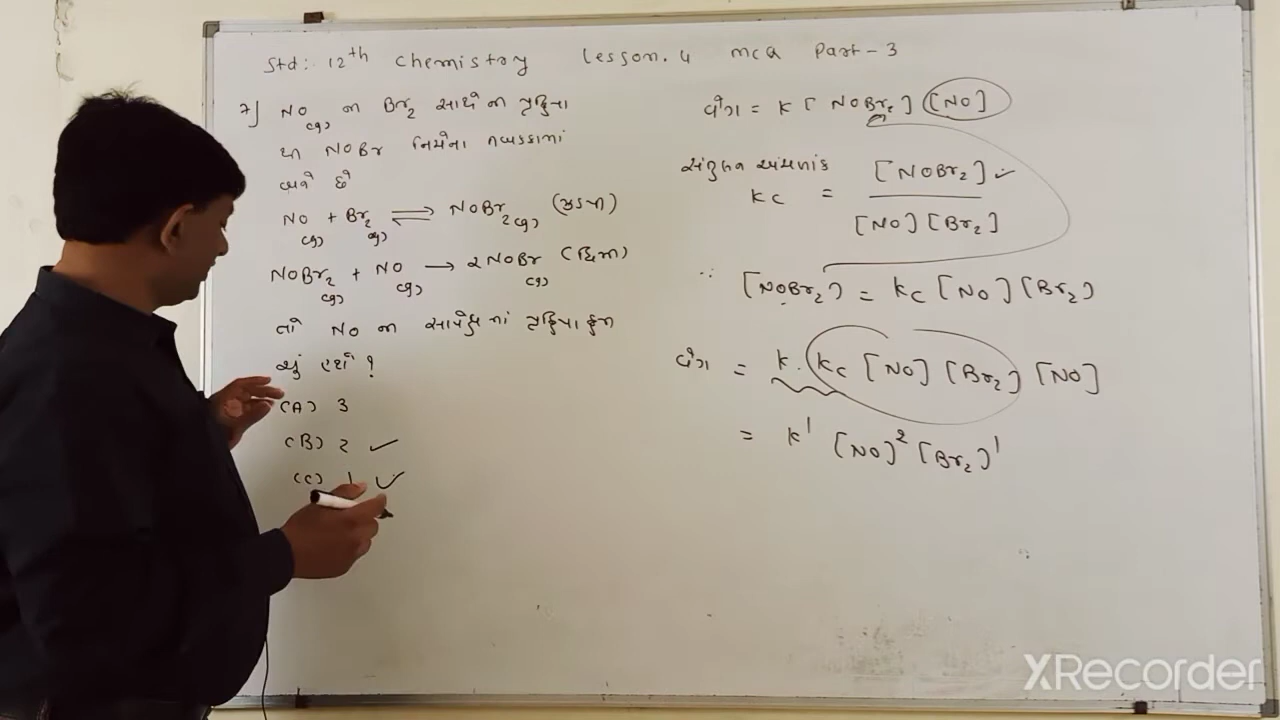 Std:. 12th Chemistry Lesson. 4 MCQ Part - 3
7] NO(g) ના Br2 સાથેના પ્રક્રિયા
થી NOBr નિચેના તબક્કામાં
બને છે
NO(g) + Br2(g) ⇌ NOBr2(g) (ઝડપી)
NOBr2(g) + NO(g) → 2NOBr(g) (ધિમી)
તો NO ના સાપેક્ષમાં પ્રક્રિયા ક્રમ
શું હશે ?
(A) 3
(B) 2 ✓
(C) 1 ✓
વેગ = K [NOBr2] [NO]
સંતુલન અચળાંક
KC = [NOBr2] ✓
[NO] [Br2]
∴ [NOBr2] = KC [NO] [Br2]
વેગ = K. KC [NO] [Br2] [NO]
= K' [NO]2 [Br2]1
XRecorder